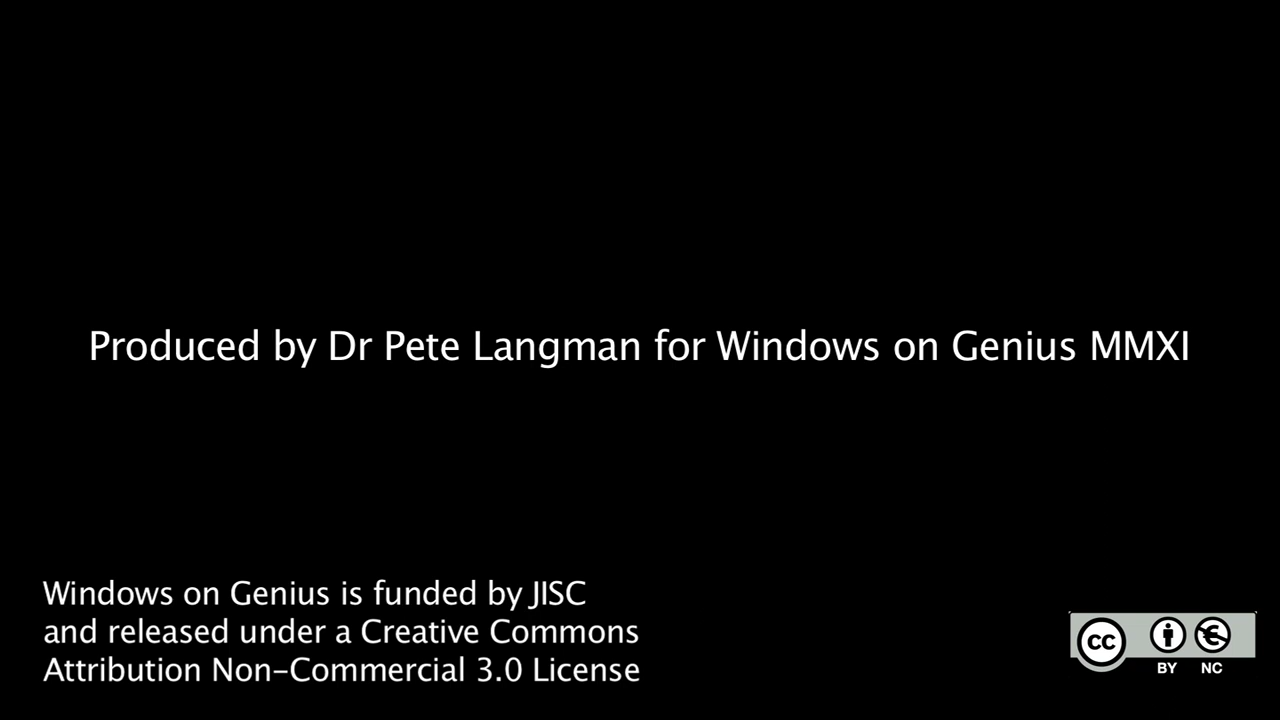 Produced by Dr Pete Langman for Windows on Genius MMXI
Windows on Genius is funded by JISC
and released under a Creative Commons
Attribution Non-Commercial 3.0 License
cc
BY NC